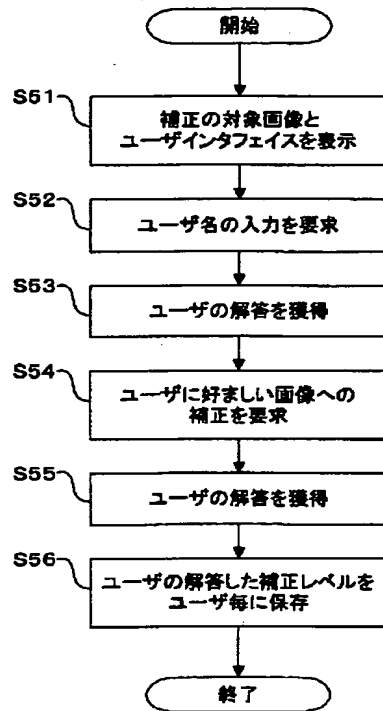 開始
S51
補正の対象画像と
ユーザインタフェイスを表示
S52
ユーザ名の入力を要求
S53
ユーザの解答を獲得
S54
ユーザに好ましい画像への
補正を要求
S55
ユーザの解答を獲得
S56
ユーザの解答した補正レベルを
ユーザ毎に保存
終了